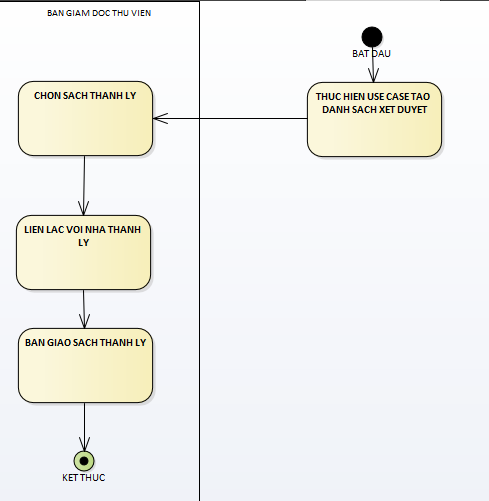 BAN GIAM DOC THU VIEN
BAT DAU
THUC HIEN USE CASE TAO
DANH SACH XET DUYET
CHON SACH THANH LY
LIEN LAC VOI NHA THANH
LY
BAN GIAO SACH THANH LY
KET THUC